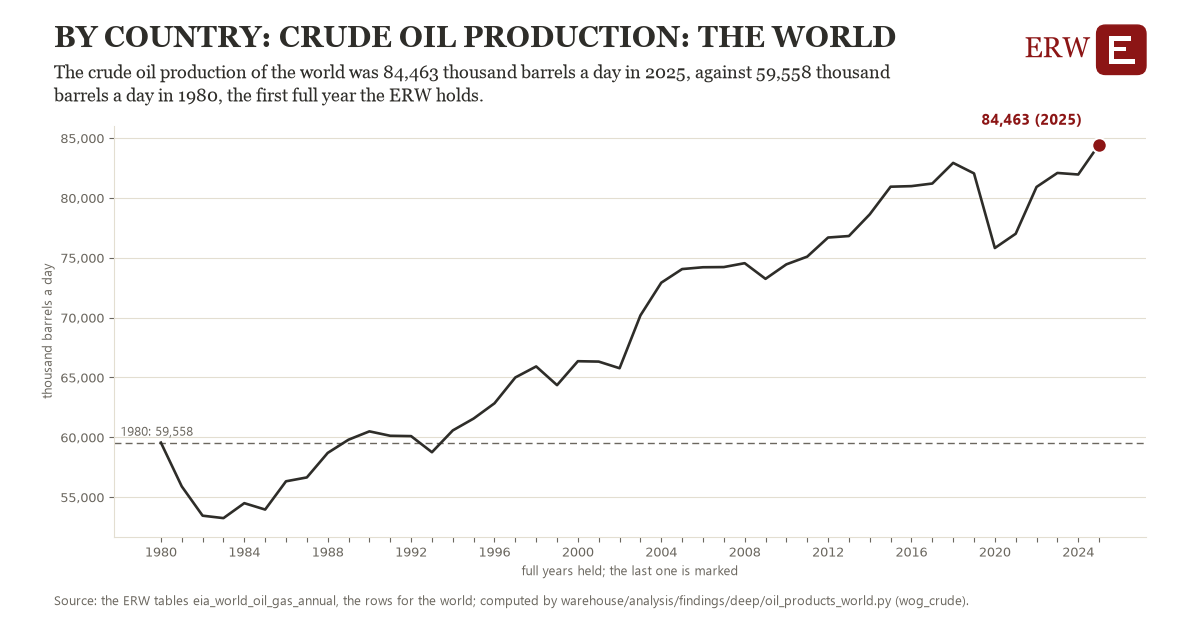 BY COUNTRY: CRUDE OIL PRODUCTION: THE WORLD
The crude oil production of the world was 84,463 thousand barrels a day in 2025, against 59,558 thousand
barrels a day in 1980, the first full year the ERW holds.
ERW E
84,463 (2025)
85,000
80,000
75,000
70,000
65,000
60,000
55,000
thousand barrels a day
1980: 59,558
1980 1984 1988 1992 1996 2000 2004 2008 2012 2016 2020 2024
full years held; the last one is marked
Source: the ERW tables eia_world_oil_gas_annual, the rows for the world; computed by warehouse/analysis/findings/deep/oil_products_world.py (wog_crude).